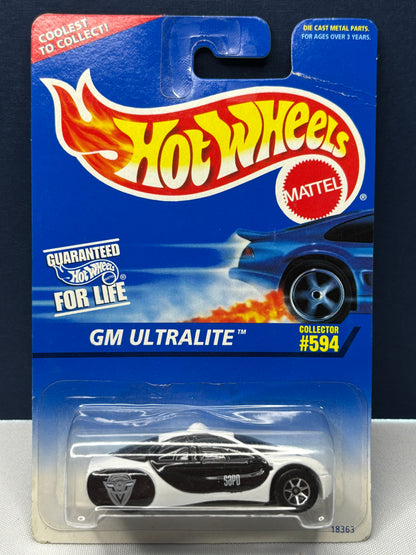 COOLEST
TO COLLECT!
DIE CAST METAL PARTS.
FOR AGES OVER 3 YEARS.
HOT WHEELS
MATTEL
®
GUARANTEED
HOT WHEELS ®
FOR LIFE
GM ULTRALITE™
COLLECTOR
#594
SAPD
18363